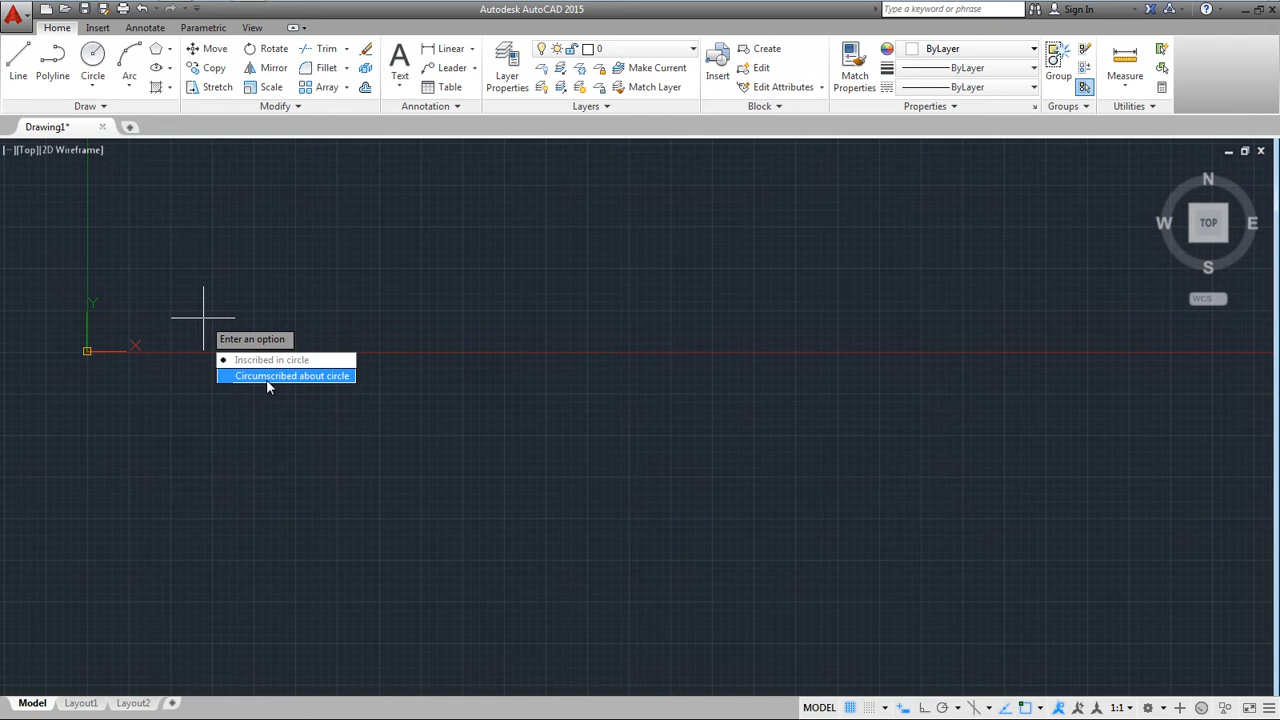 Autodesk AutoCAD 2015
Type a keyword or phrase
Sign In
Home Insert Annotate Parametric View
Line Polyline Circle Arc
Move Rotate Trim
Copy Mirror Fillet
Stretch Scale Array
Text
Linear
Leader
Table
Layer Properties
0
Make Current
Match Layer
Insert
Create
Edit
Edit Attributes
Match Properties
ByLayer
ByLayer
ByLayer
Group
Measure
Draw Modify Annotation Layers Block Properties Groups Utilities
Drawing1*
[−][Top][2D Wireframe]
N
W TOP E
S
WCS
Y
X
Enter an option
Inscribed in circle
Circumscribed about circle
Model Layout1 Layout2
MODEL 1:1